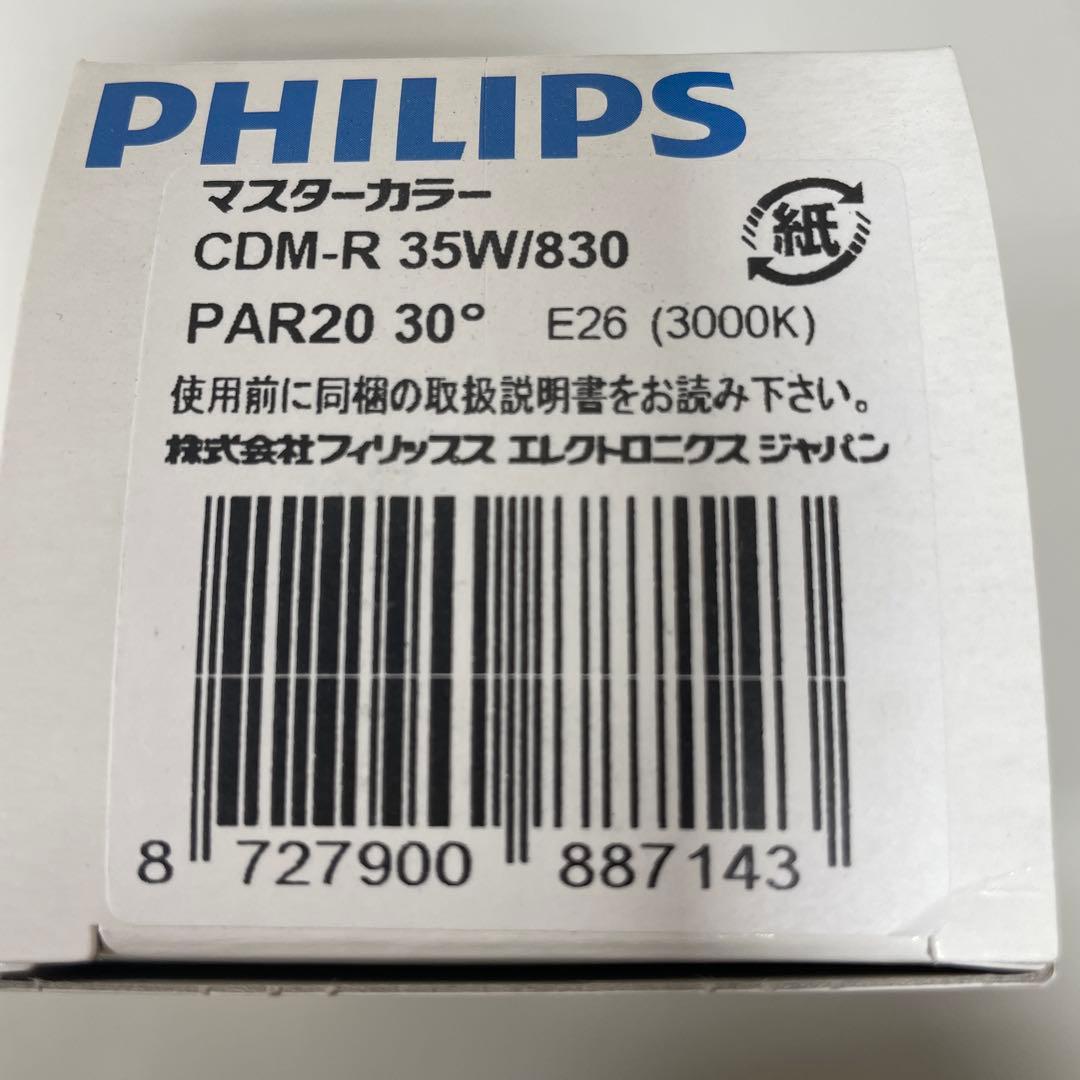 PHILIPS
マスターカラー
紙
CDM-R 35W/830
PAR20 30° E26 (3000K)
使用前に同梱の取扱説明書をお読み下さい。
株式会社フィリップス エレクトロニクス ジャパン
8 727900 887143